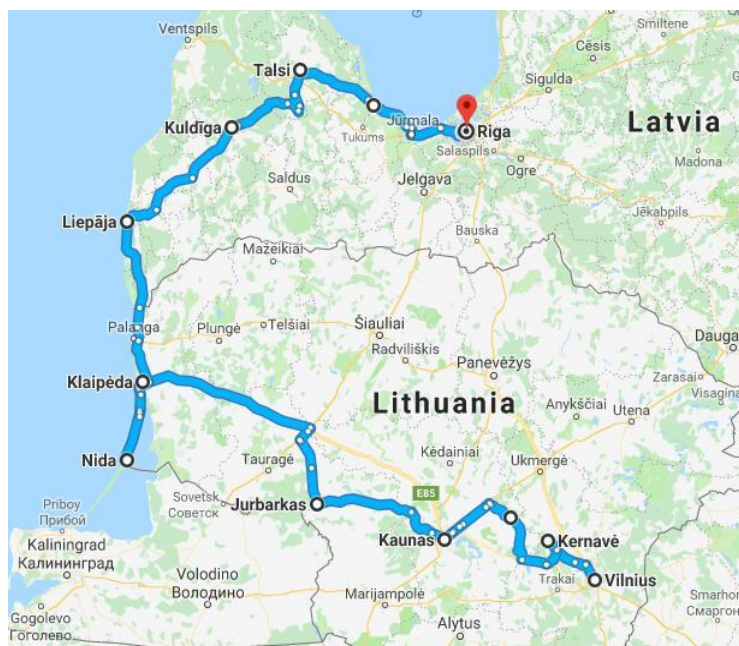 Ventspils
Smiltene
Talsi
Cēsis
Sigulda
Kuldīga
Jūrmala
Riga
Latvia
Tukums
Salaspils
Ogre
Madona
Saldus
Jelgava
Jēkabpils
Liepāja
Bauska
Mažeikiai
Palanga
Plungė
Telšiai
Šiauliai
Radviliškis
Dauga
Panevėžys
Zarasai
Visagina
Klaipėda
Lithuania
Anykščiai
Utena
Nida
Tauragė
Kėdainiai
Ukmergė
E85
Priboy
Прибой
Sovetsk
Советск
Jurbarkas
Kaunas
Kernavė
Kaliningrad
Калининград
Volodino
Володино
Trakai
Vilnius
Marijampolė
Smarhon
Сморгонь
Gogolevo
Гоголево
Alytus